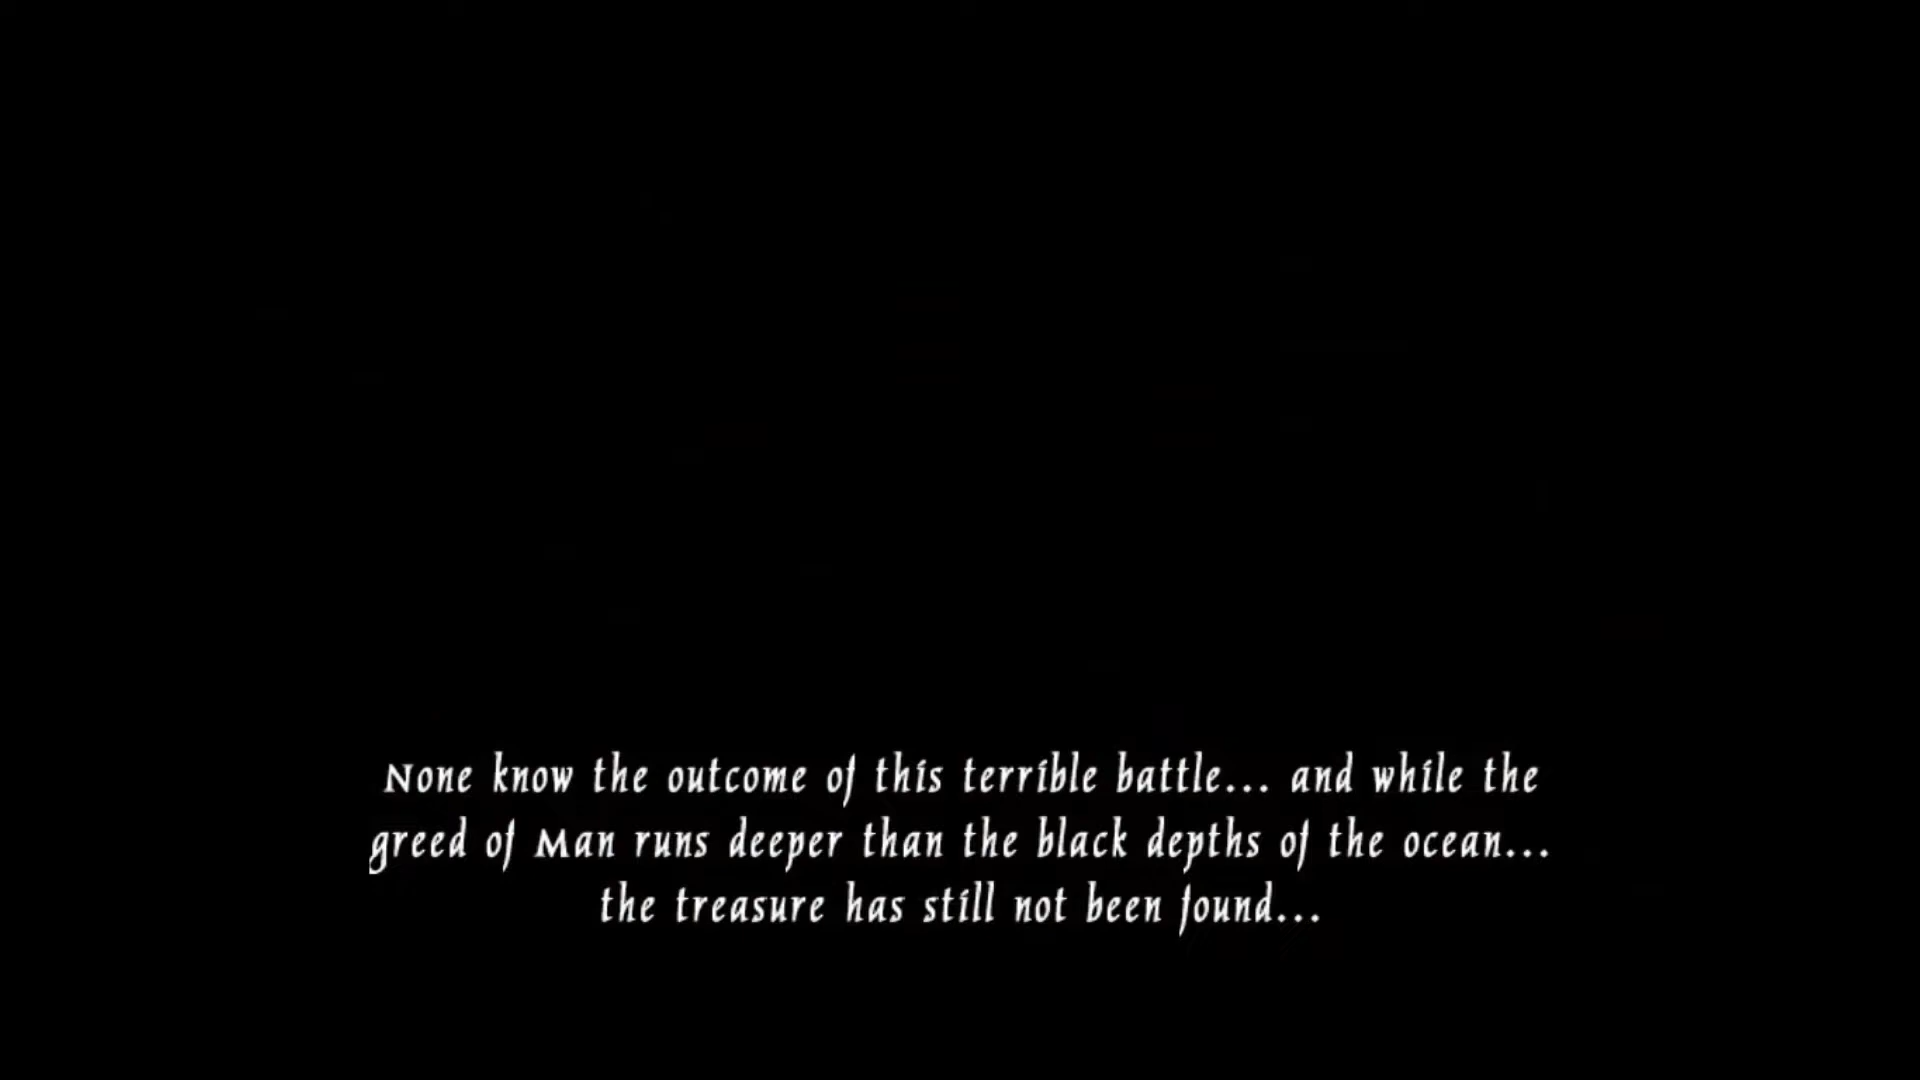 None know the outcome of this terrible battle... and while the
greed of Man runs deeper than the black depths of the ocean...
the treasure has still not been found...